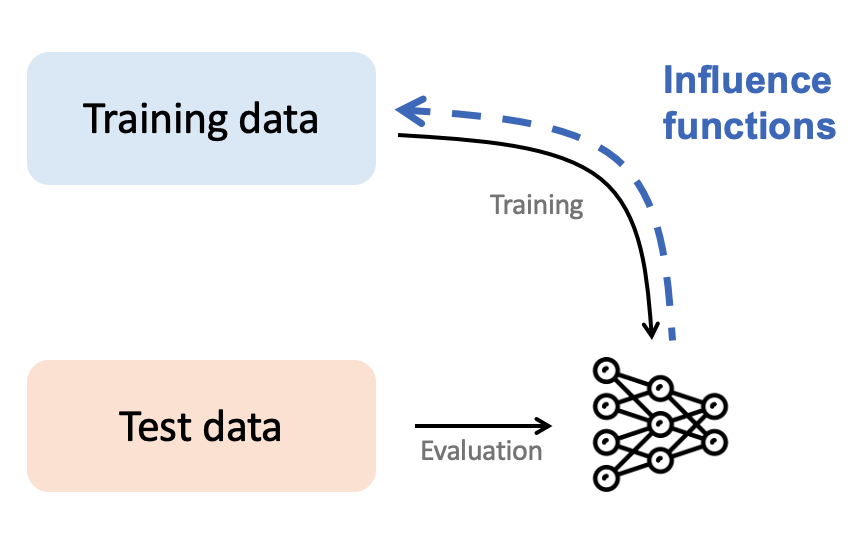 Training data
Influence
functions
Training
Test data
Evaluation